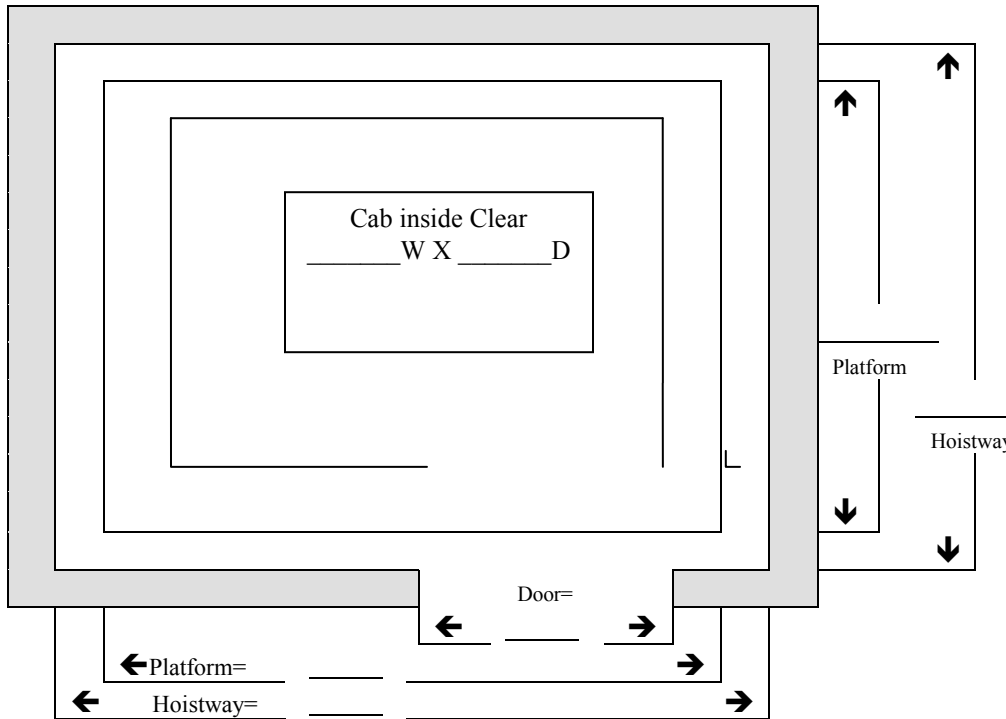 Cab inside Clear
_______W X _______D
Platform
Hoistway
Door=
Platform=
Hoistway=